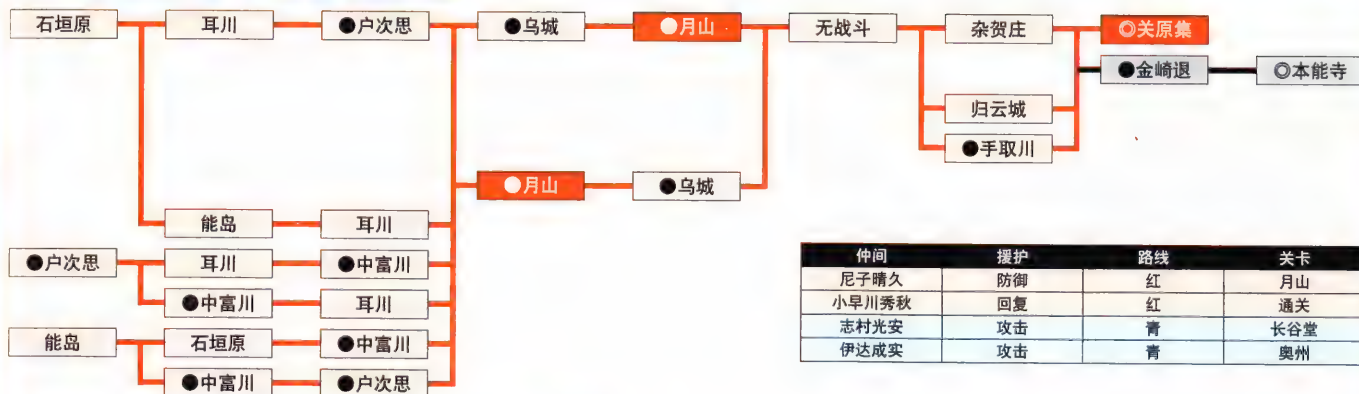 石垣原 耳川 ●户次思 ●乌城 ●月山 无战斗 杂贺庄 ◎关原集
●金崎退 ◎本能寺
归云城
●手取川
●月山 ●乌城
能岛 耳川
●户次思 耳川 ●中富川
●中富川 耳川
能岛 石垣原 ●中富川
●中富川 ●户次思
仲间 援护 路线 关卡
尼子晴久 防御 红 月山
小早川秀秋 回复 红 通关
志村光安 攻击 青 长谷堂
伊达成实 攻击 青 奥州